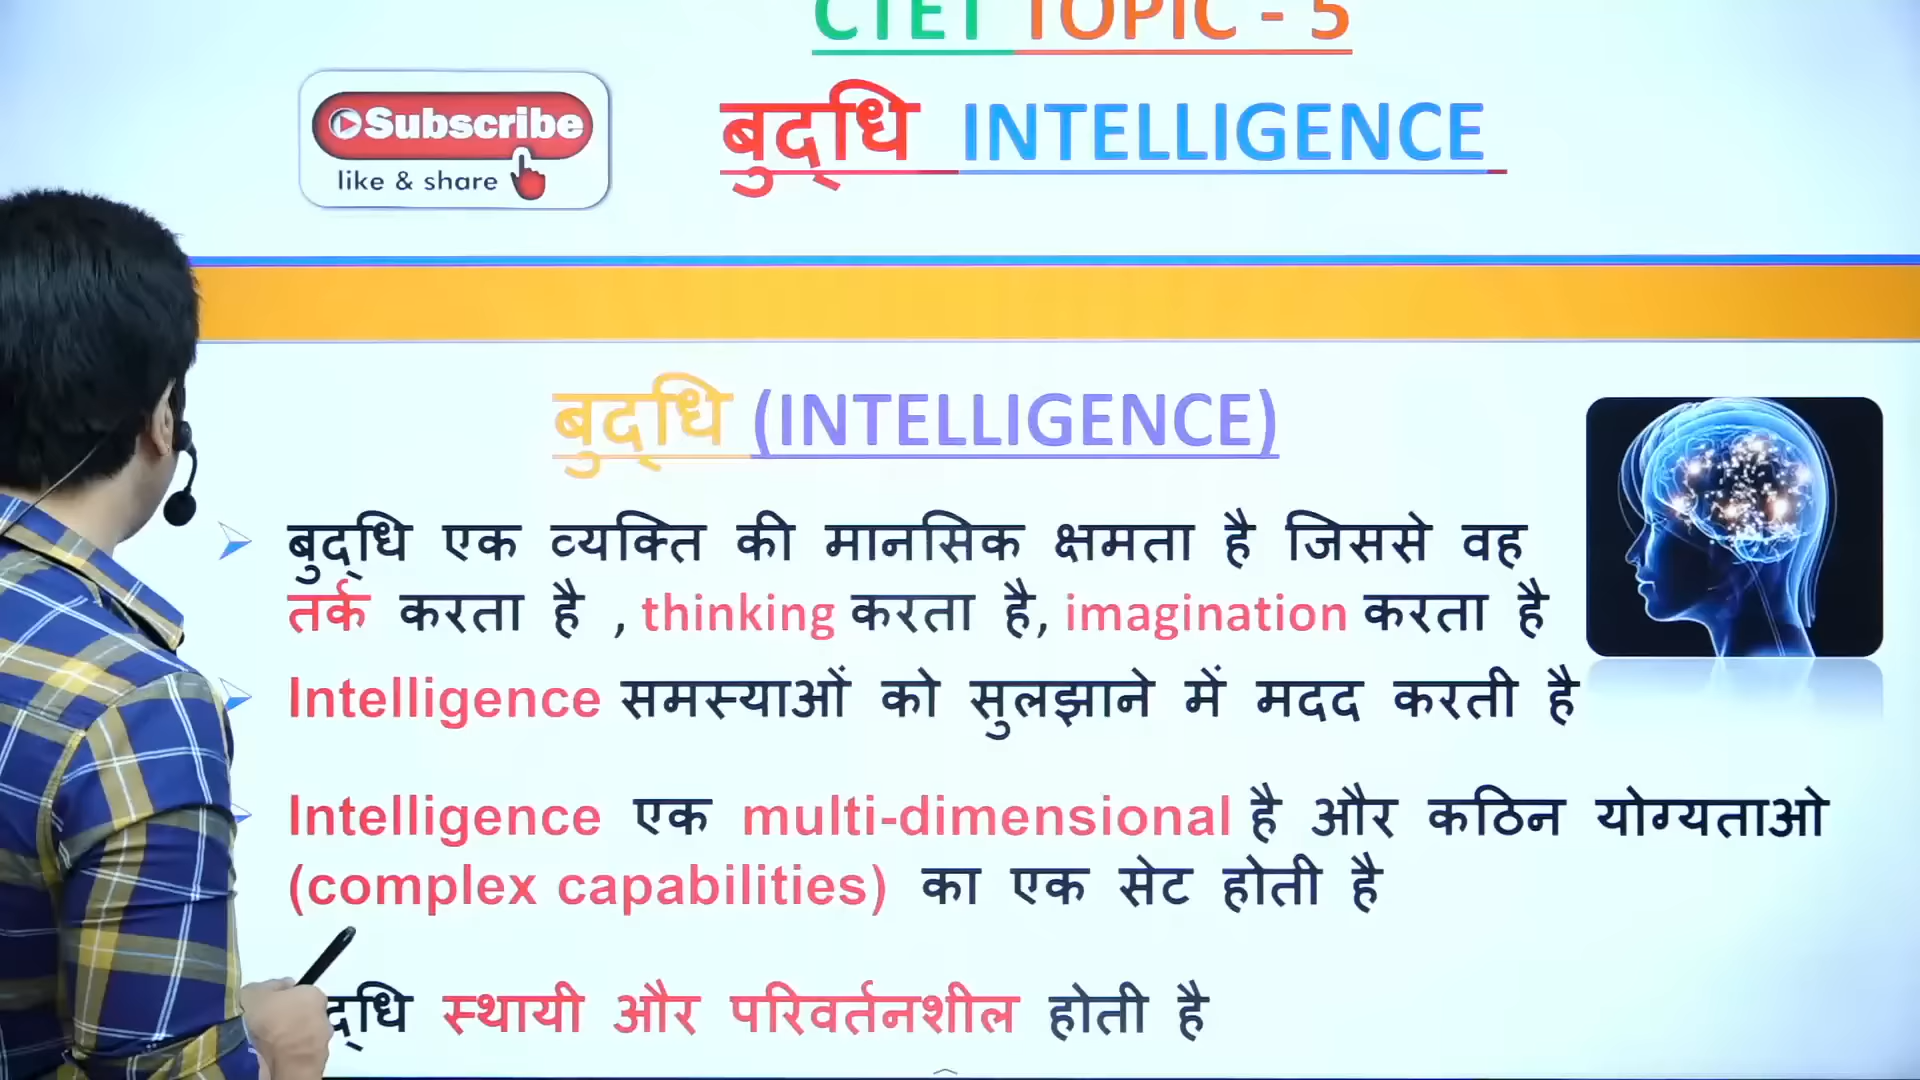 CTET TOPIC - 5
Subscribe
like & share
बुद्धि INTELLIGENCE
बुद्धि (INTELLIGENCE)
बुद्धि एक व्यक्ति की मानसिक क्षमता है जिससे वह
तर्क करता है , thinking करता है, imagination करता है
Intelligence समस्याओं को सुलझाने में मदद करती है
Intelligence एक multi-dimensional है और कठिन योग्यताओ
(complex capabilities) का एक सेट होती है
स्थायी और परिवर्तनशील होती है